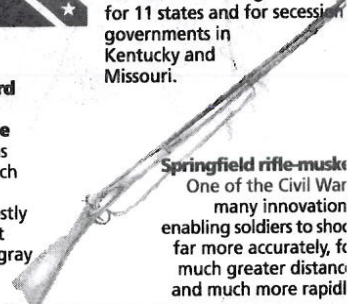 for 11 states and for secession
governments in
Kentucky and
Missouri.
rd
e
s
ch
stly
t
gray
Springfield rifle-muske
One of the Civil War
many innovation
enabling soldiers to shoo
far more accurately, fo
much greater distanc
and much more rapidl